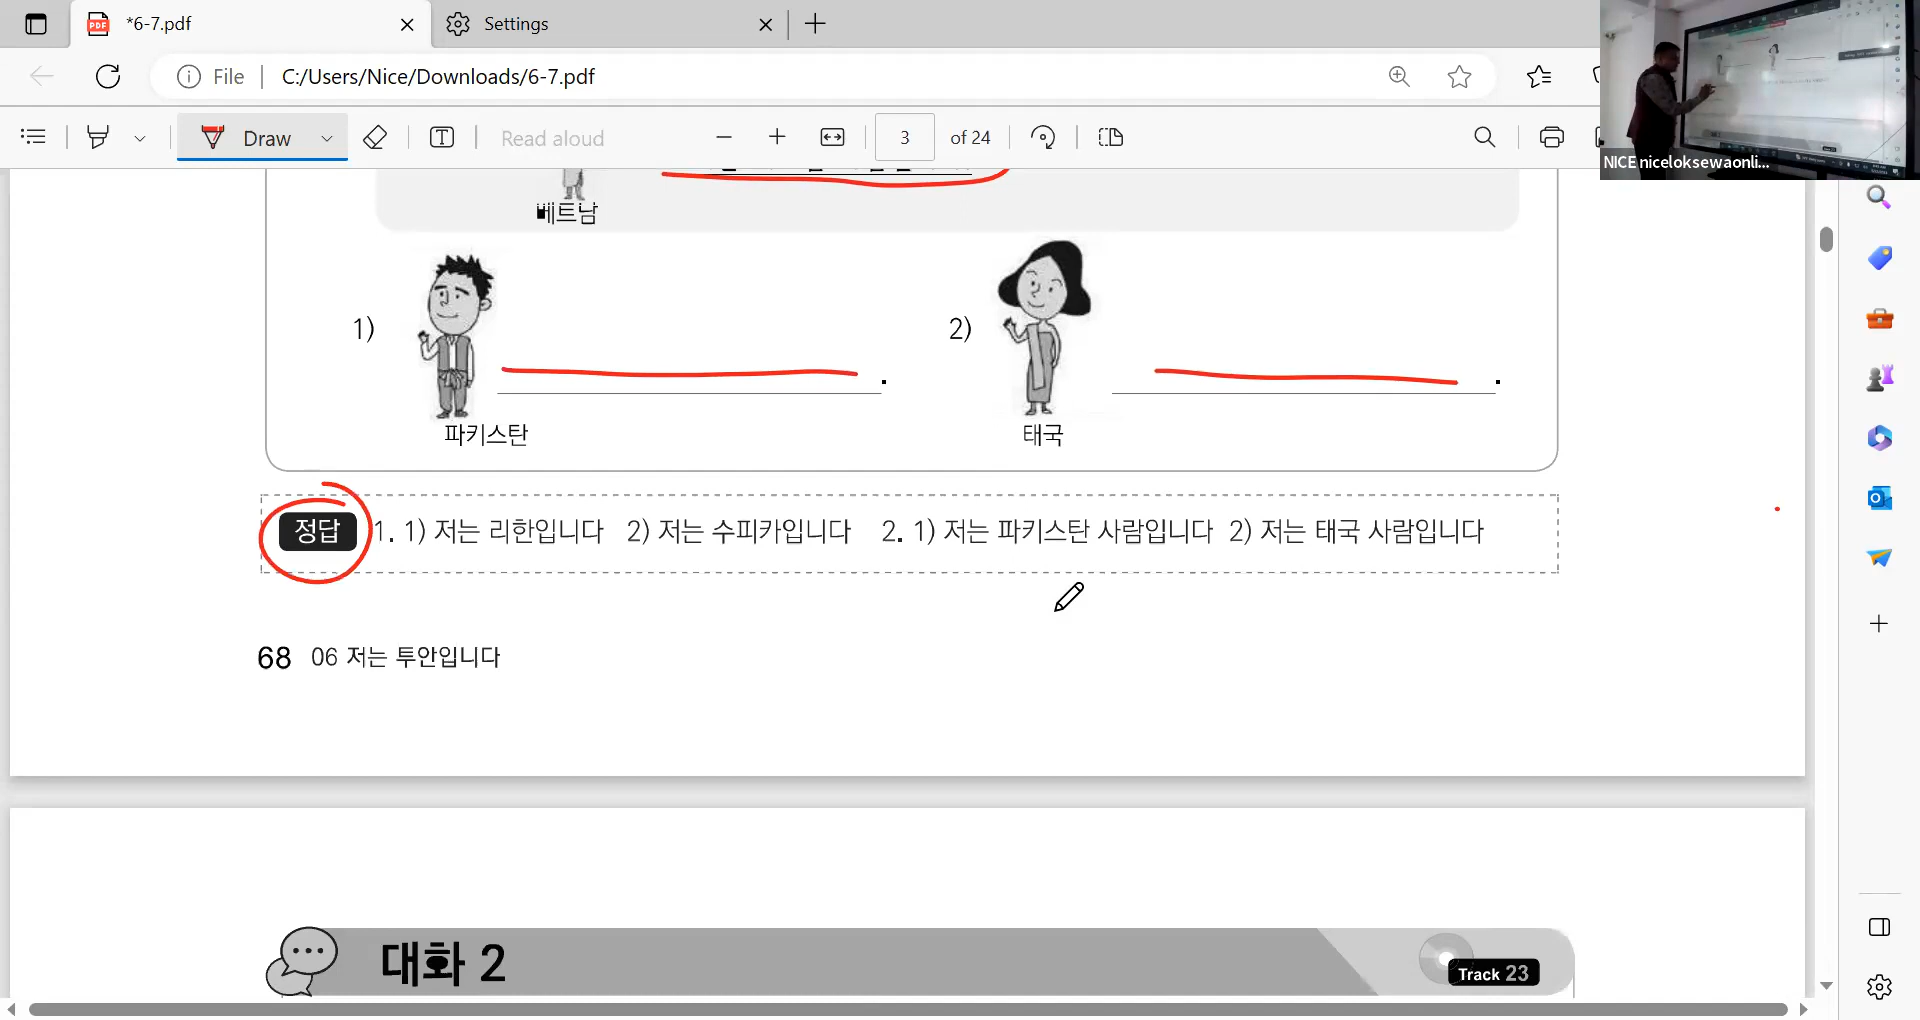 *6-7.pdf
Settings
File
C:/Users/Nice/Downloads/6-7.pdf
Draw
Read aloud
3 of 24
NICE niceloksewaonli...
베트남
1)
2)
.
.
파키스탄
태국
정답 1. 1) 저는 리한입니다 2) 저는 수피카입니다 2. 1) 저는 파키스탄 사람입니다 2) 저는 태국 사람입니다
68 06 저는 투안입니다
대화 2
Track 23